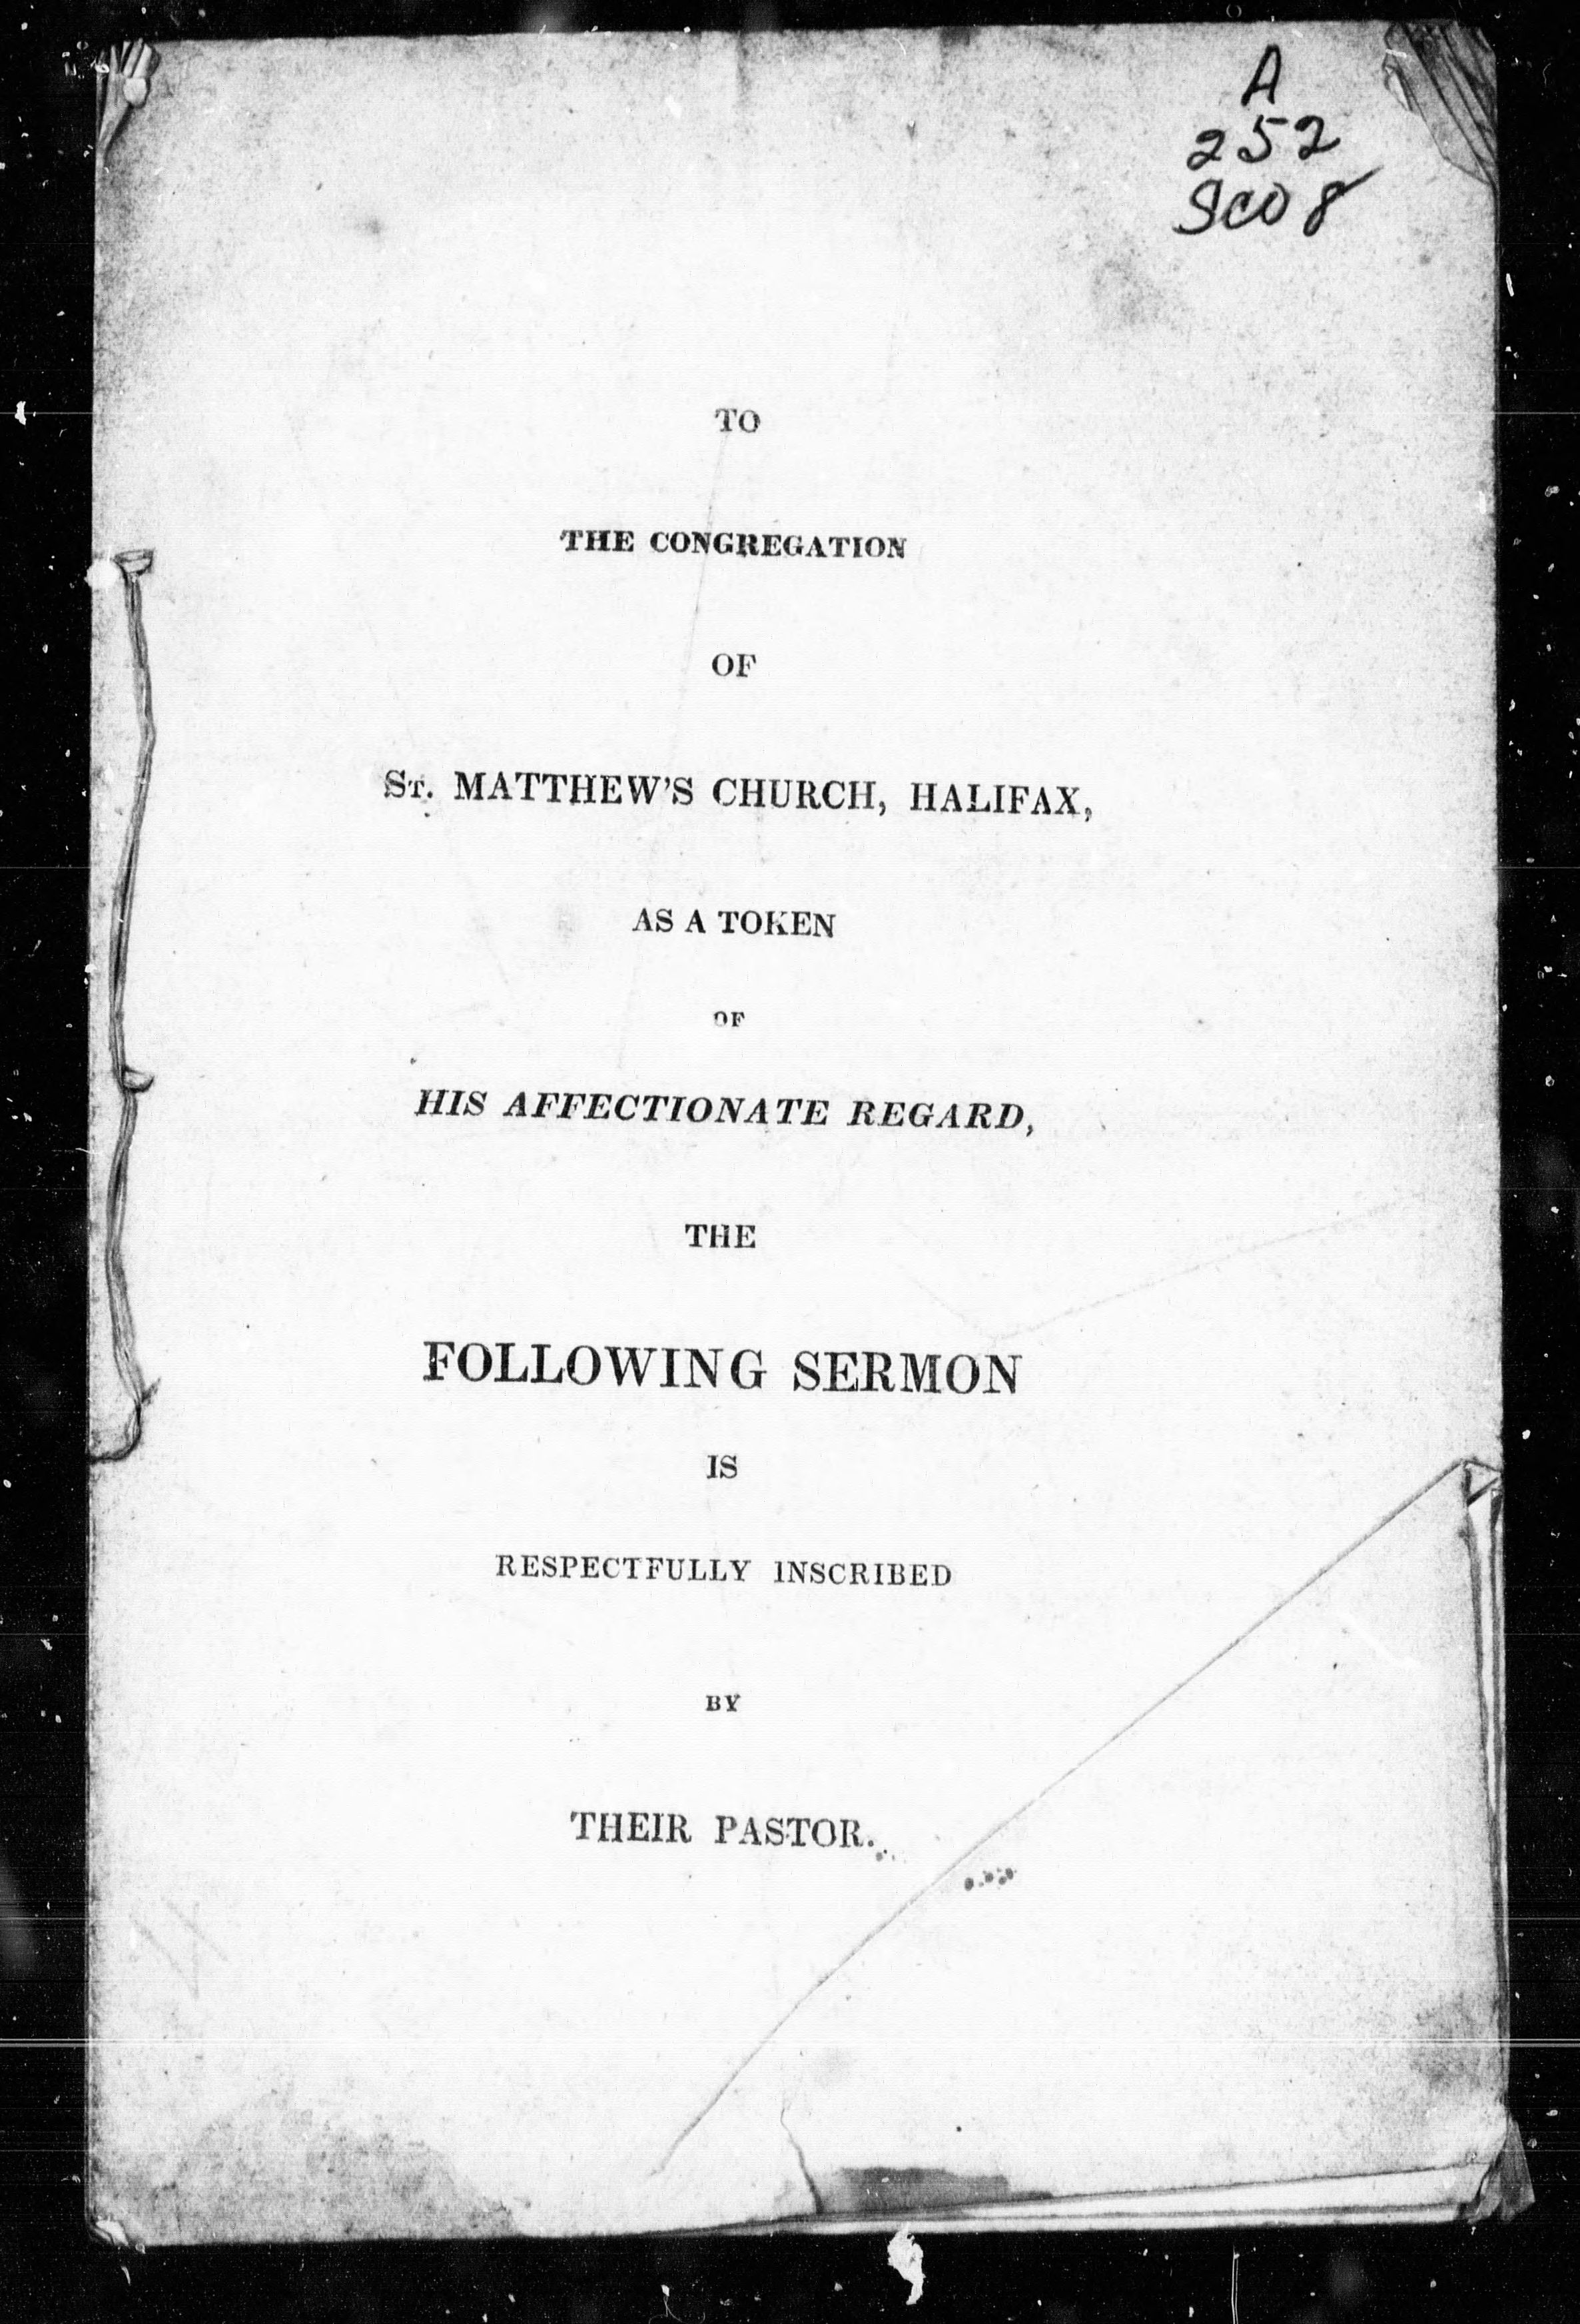 A
252
Sco8
TO
THE CONGREGATION
OF
St. MATTHEW'S CHURCH, HALIFAX,
AS A TOKEN
OF
HIS AFFECTIONATE REGARD,
THE
FOLLOWING SERMON
IS
RESPECTFULLY INSCRIBED
BY
THEIR PASTOR.